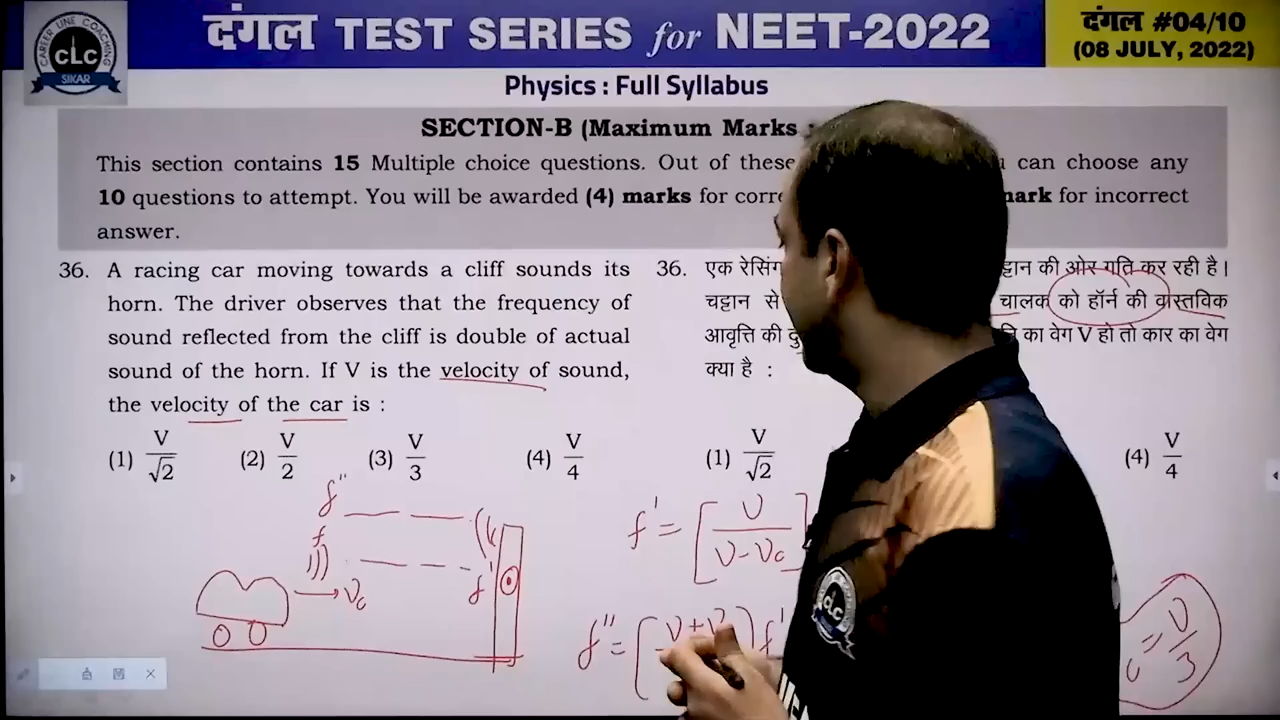 दंगल TEST SERIES for NEET-2022
दंगल #04/10
(08 JULY, 2022)
CAREER LINE COACHING
CLC
SIKAR
Physics : Full Syllabus
SECTION-B (Maximum Marks :
This section contains 15 Multiple choice questions. Out of these can choose any
10 questions to attempt. You will be awarded (4) marks for for incorrect
answer.
36. A racing car moving towards a cliff sounds its
horn. The driver observes that the frequency of
sound reflected from the cliff is double of actual
sound of the horn. If V is the velocity of sound,
the velocity of the car is :
(1) V/√2 (2) V/2 (3) V/3 (4) V/4
36. एक की ओर गति कर रही है।
चट्टान से चालक को हॉर्न की वास्तविक
आवृत्ति की का वेग V हो तो कार का वेग
क्या है :
(1) V/√2 (4) V/4
f''
f
f'
Vc
f' = [V/(V-Vc)]
f'' = f'
= V/3
CLC